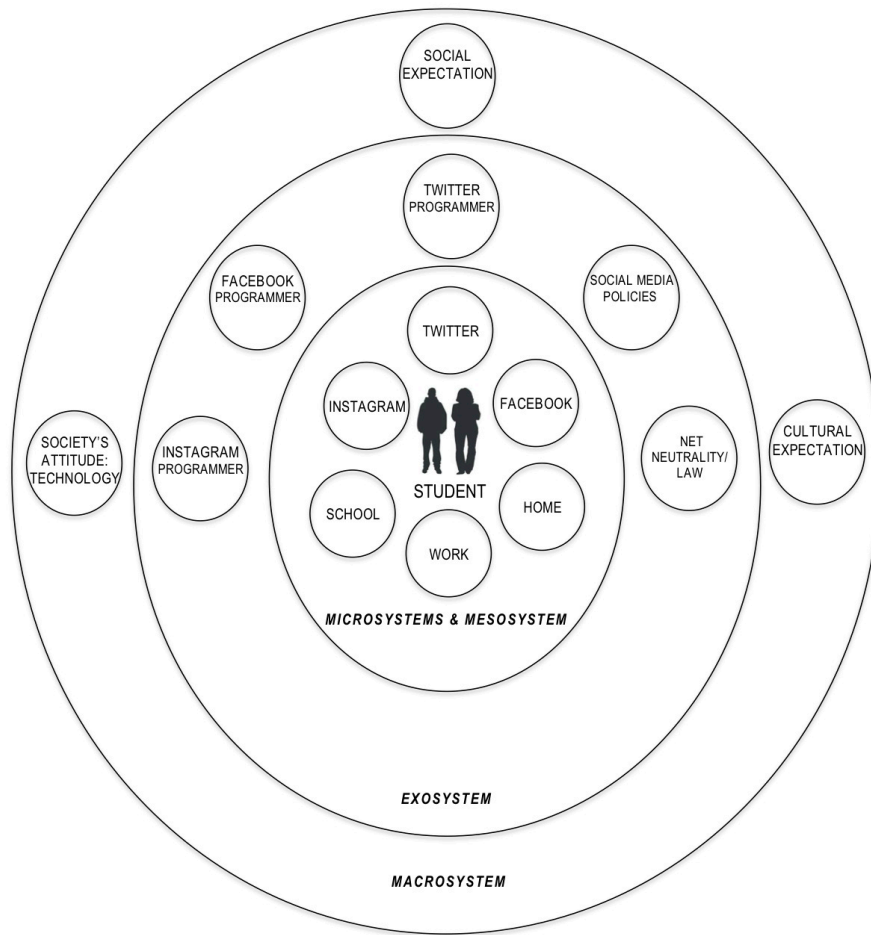 SOCIAL
EXPECTATION
TWITTER
PROGRAMMER
FACEBOOK
PROGRAMMER
SOCIAL MEDIA
POLICIES
TWITTER
INSTAGRAM
FACEBOOK
SOCIETY'S
ATTITUDE:
TECHNOLOGY
INSTAGRAM
PROGRAMMER
NET
NEUTRALITY/
LAW
CULTURAL
EXPECTATION
STUDENT
SCHOOL
HOME
WORK
MICROSYSTEMS & MESOSYSTEM
EXOSYSTEM
MACROSYSTEM